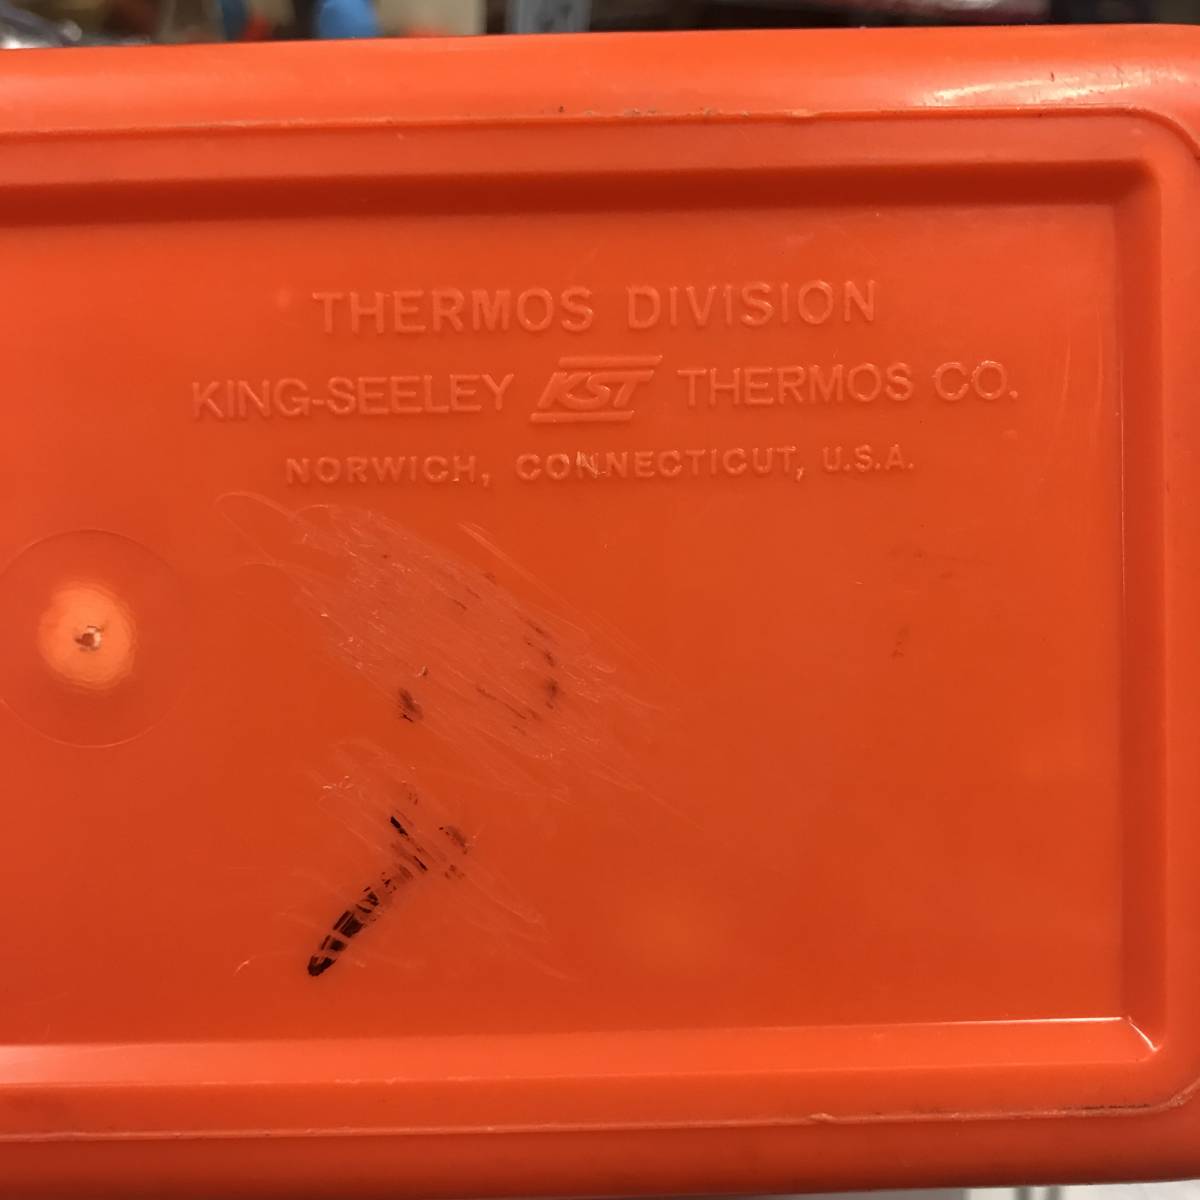 THERMOS DIVISION
KING-SEELEY KST THERMOS CO.
NORWICH, CONNECTICUT, U.S.A.